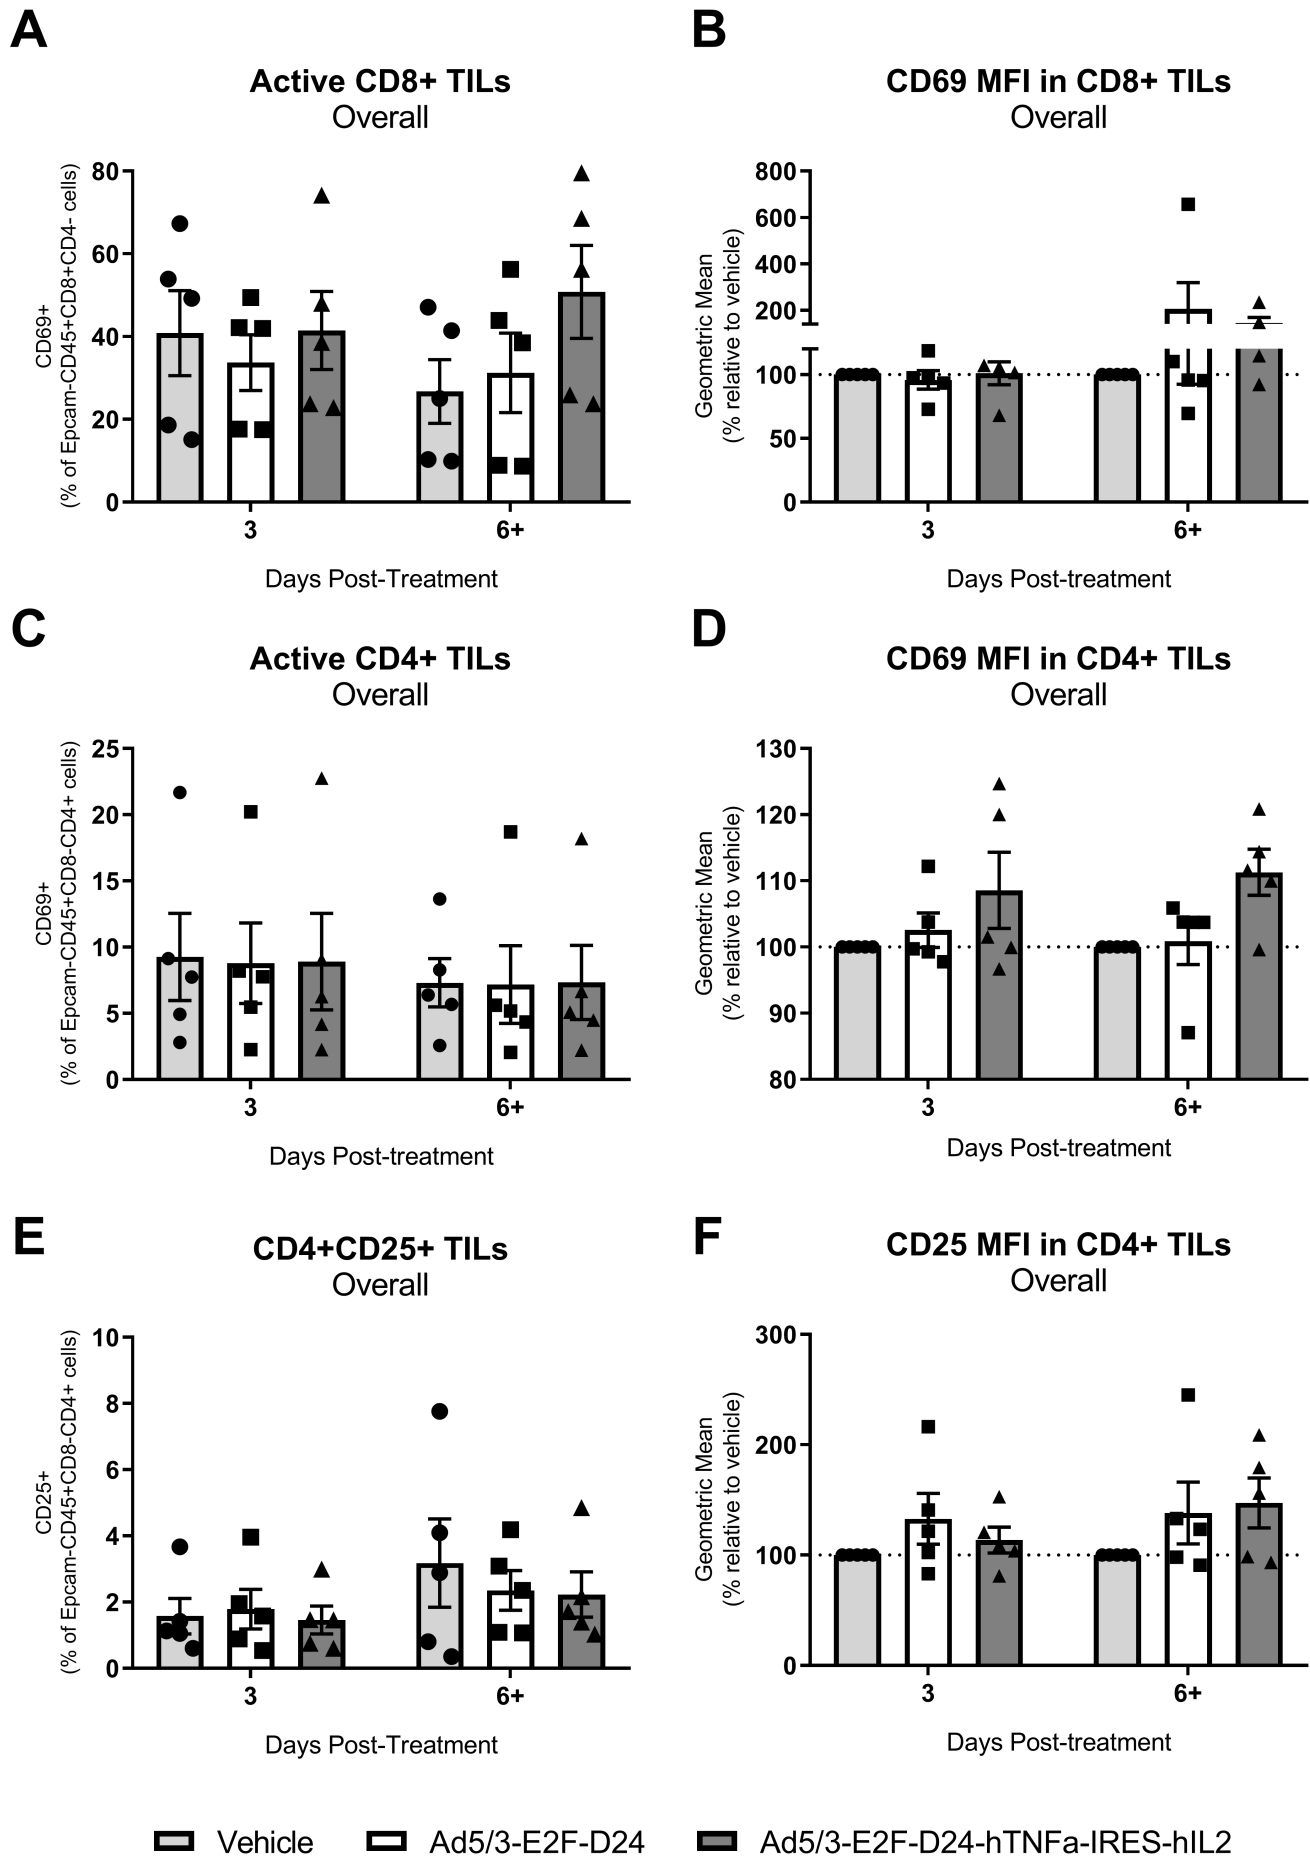 A
Active CD8+ TILs
Overall
CD69+
(% of Epcam-CD45+CD8+CD4- cells)
80
60
40
20
0
3
6+
Days Post-Treatment
B
CD69 MFI in CD8+ TILs
Overall
Geometric Mean
(% relative to vehicle)
800
600
400
200
100
50
0
3
6+
Days Post-treatment
C
Active CD4+ TILs
Overall
CD69+
(% of Epcam-CD45+CD8-CD4+ cells)
25
20
15
10
5
0
3
6+
Days Post-treatment
D
CD69 MFI in CD4+ TILs
Overall
Geometric Mean
(% relative to vehicle)
130
120
110
100
90
80
3
6+
Days Post-treatment
E
CD4+CD25+ TILs
Overall
CD25+
(% of Epcam-CD45+CD8-CD4+ cells)
10
8
6
4
2
0
3
6+
Days Post-Treatment
F
CD25 MFI in CD4+ TILs
Overall
Geometric Mean
(% relative to vehicle)
300
200
100
0
3
6+
Days Post-treatment
Vehicle
Ad5/3-E2F-D24
Ad5/3-E2F-D24-hTNFa-IRES-hIL2